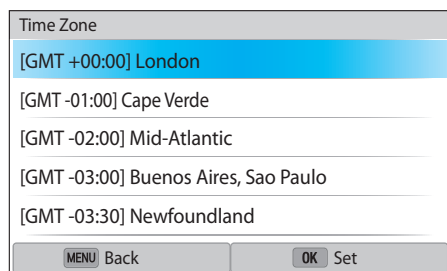 Time Zone
[GMT +00:00] London
[GMT -01:00] Cape Verde
[GMT -02:00] Mid-Atlantic
[GMT -03:00] Buenos Aires, Sao Paulo
[GMT -03:30] Newfoundland
MENU Back OK Set